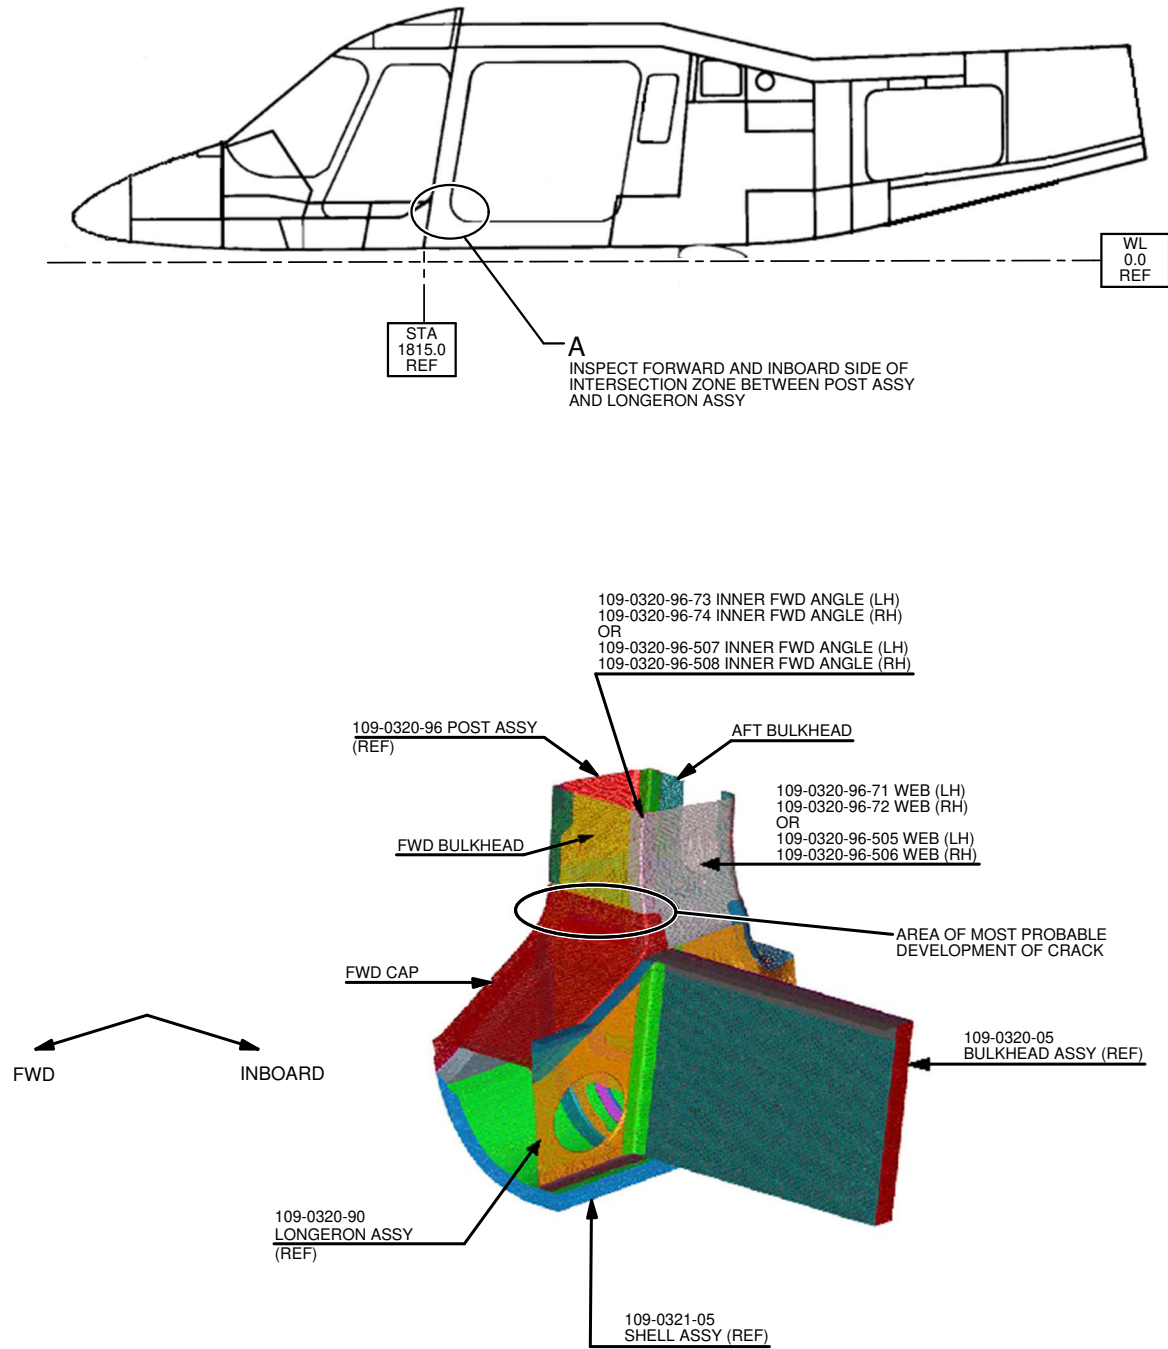 WL
0.0
REF
STA
1815.0
REF
A
INSPECT FORWARD AND INBOARD SIDE OF
INTERSECTION ZONE BETWEEN POST ASSY
AND LONGERON ASSY
109-0320-96-73 INNER FWD ANGLE (LH)
109-0320-96-74 INNER FWD ANGLE (RH)
OR
109-0320-96-507 INNER FWD ANGLE (LH)
109-0320-96-508 INNER FWD ANGLE (RH)
109-0320-96 POST ASSY
(REF)
AFT BULKHEAD
109-0320-96-71 WEB (LH)
109-0320-96-72 WEB (RH)
OR
109-0320-96-505 WEB (LH)
109-0320-96-506 WEB (RH)
FWD BULKHEAD
AREA OF MOST PROBABLE
DEVELOPMENT OF CRACK
FWD CAP
109-0320-05
BULKHEAD ASSY (REF)
FWD
INBOARD
109-0320-90
LONGERON ASSY
(REF)
109-0321-05
SHELL ASSY (REF)